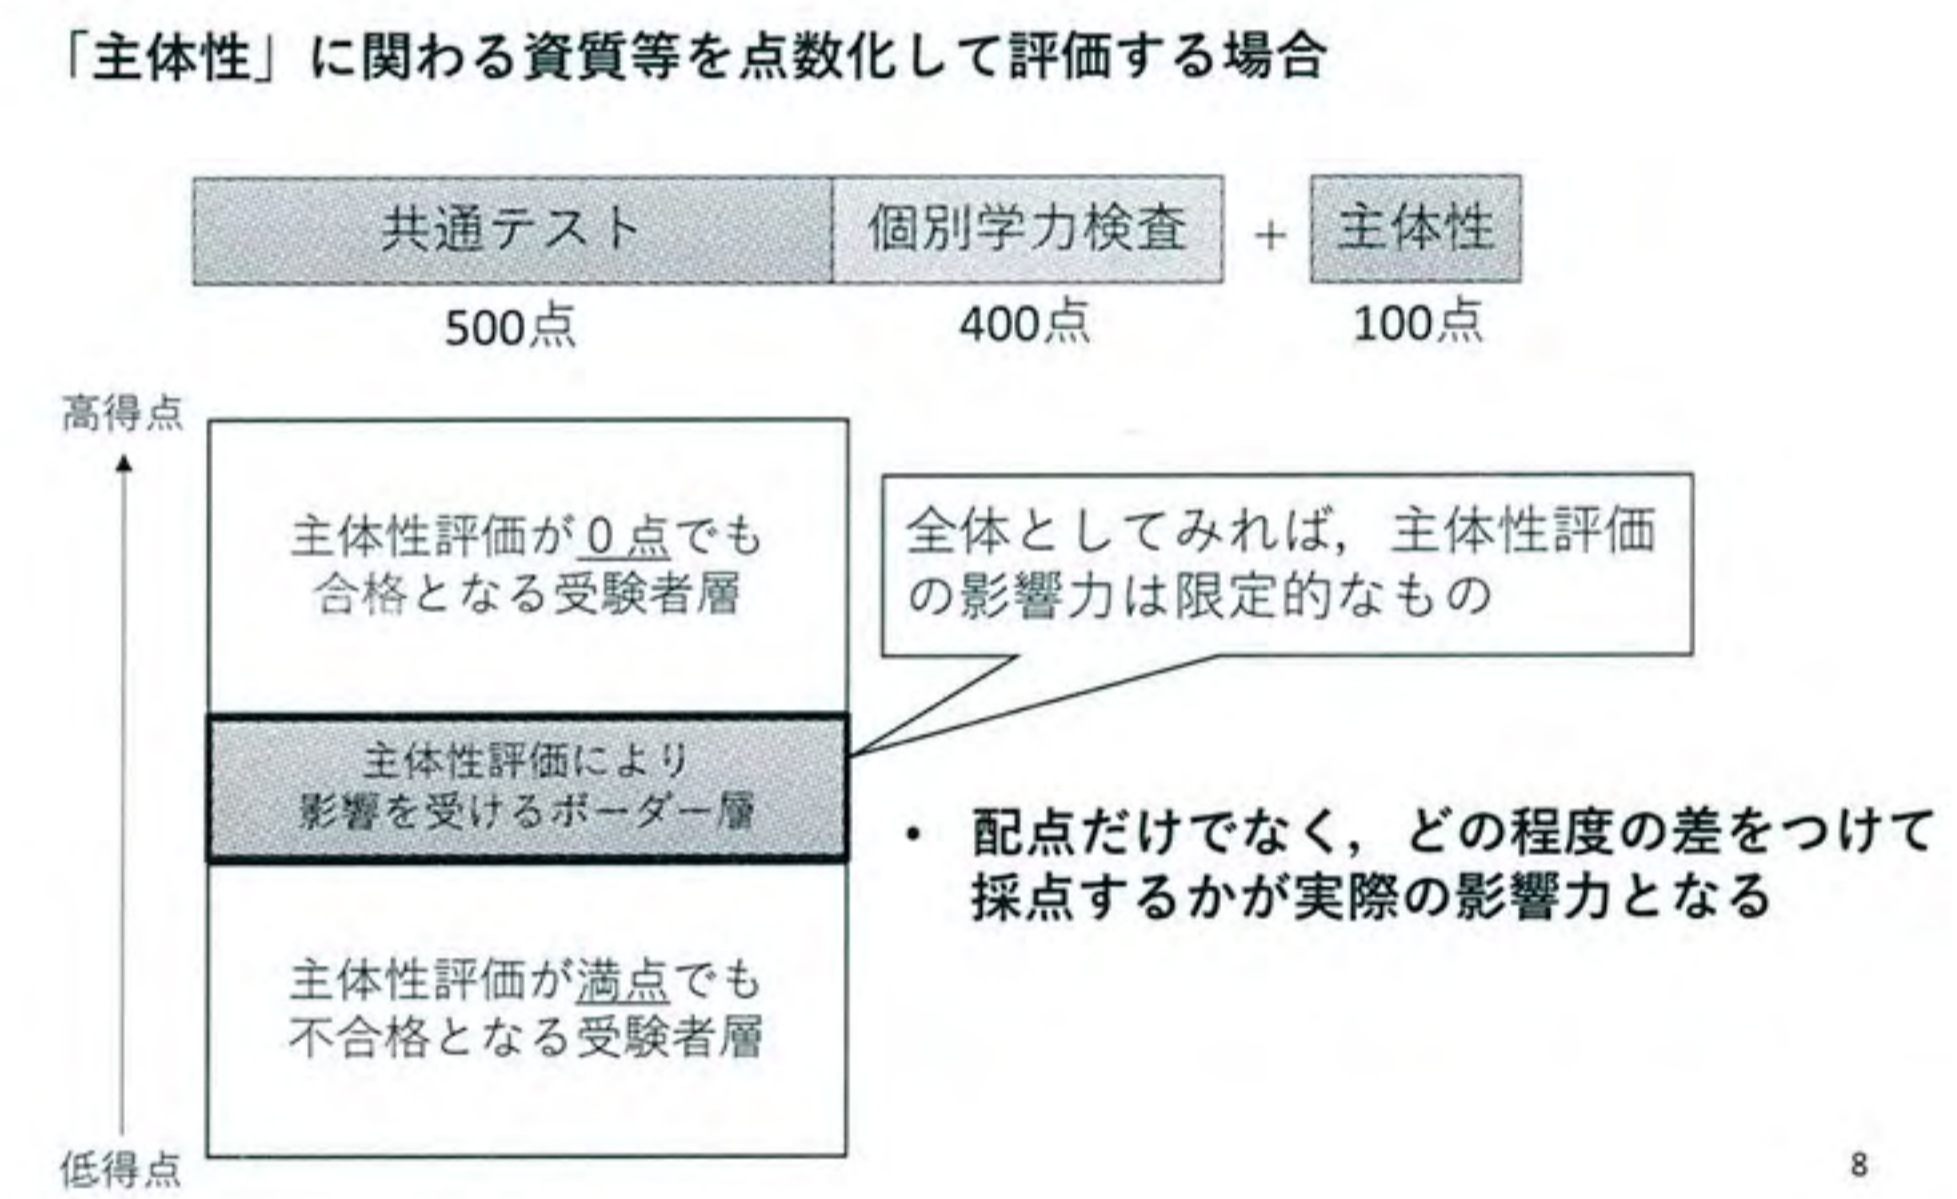 「主体性」に関わる資質等を点数化して評価する場合
共通テスト 個別学力検査 + 主体性
500点 400点 100点
高得点
主体性評価が0点でも
合格となる受験者層
全体としてみれば，主体性評価
の影響力は限定的なもの
主体性評価により
影響を受けるボーダー層
• 配点だけでなく，どの程度の差をつけて
採点するかが実際の影響力となる
主体性評価が満点でも
不合格となる受験者層
低得点
8